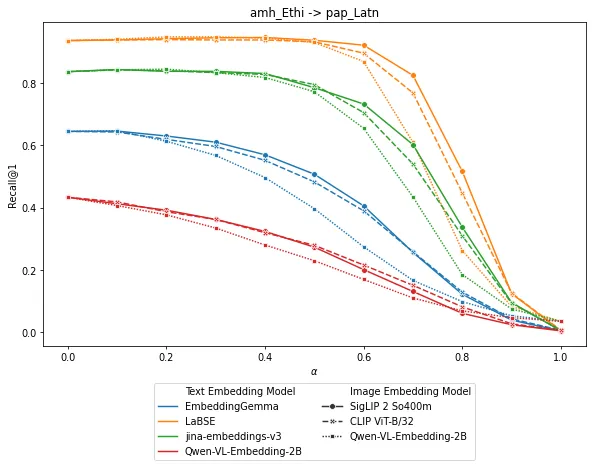 amh_Ethi -> pap_Latn
Recall@1
0.8
0.6
0.4
0.2
0.0
0.0 0.2 0.4 0.6 0.8 1.0
α
Text Embedding Model Image Embedding Model
EmbeddingGemma SigLIP 2 So400m
LaBSE CLIP ViT-B/32
jina-embeddings-v3 Qwen-VL-Embedding-2B
Qwen-VL-Embedding-2B